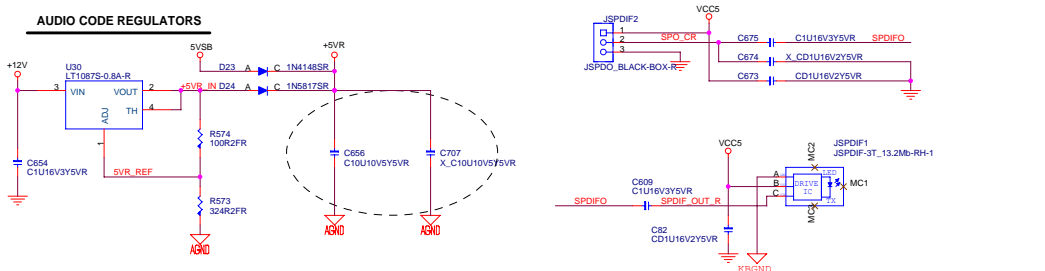 AUDIO CODE REGULATORS
+12V
U30
LT1087S-0.8A-R
3
VIN
VOUT
2
TH
4
ADJ
1
+5VR_IN
5VSB
D23
A
C
1N4148SR
D24
A
C
1N5817SR
+5VR
R574
100R2FR
C654
C1U16V3Y5VR
5VR_REF
R573
324R2FR
AGND
C656
C10U10V5Y5VR
AGND
C707
X_C10U10V5Y5VR
AGND
JSPDIF2
1
2
3
JSPDO_BLACK-BOX-R
VCC5
SPO_CR
C675
C1U16V3Y5VR
SPDIFO
C674
X_CD1U16V2Y5VR
C673
CD1U16V2Y5VR
JSPDIF1
JSPDIF-3T_13.2Mb-RH-1
VCC5
MC2
A
B
C
LED
DRIVE
IC
TX
MC1
MC3
C609
C1U16V3Y5VR
SPDIFO
SPDIF_OUT_R
C82
CD1U16V2Y5VR
KBGND